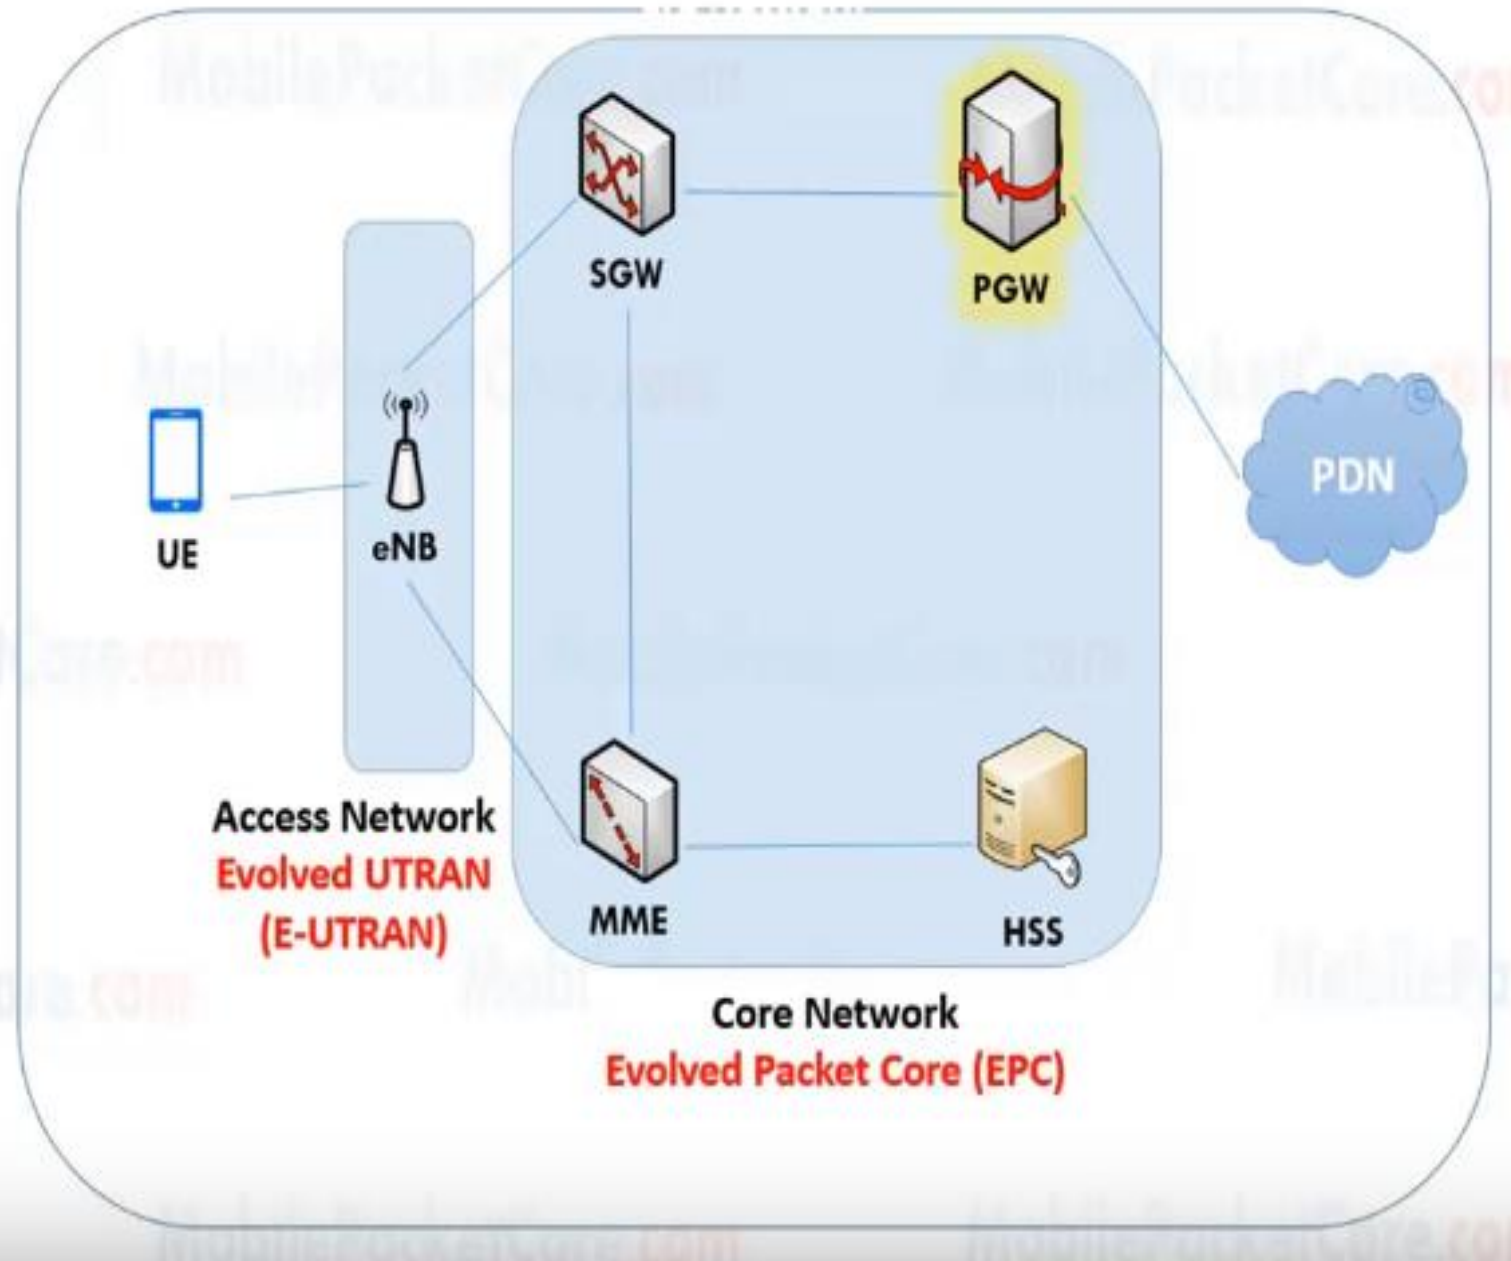 SGW
PGW
PDN
UE
eNB
Access Network
Evolved UTRAN
(E-UTRAN)
MME
HSS
Core Network
Evolved Packet Core (EPC)